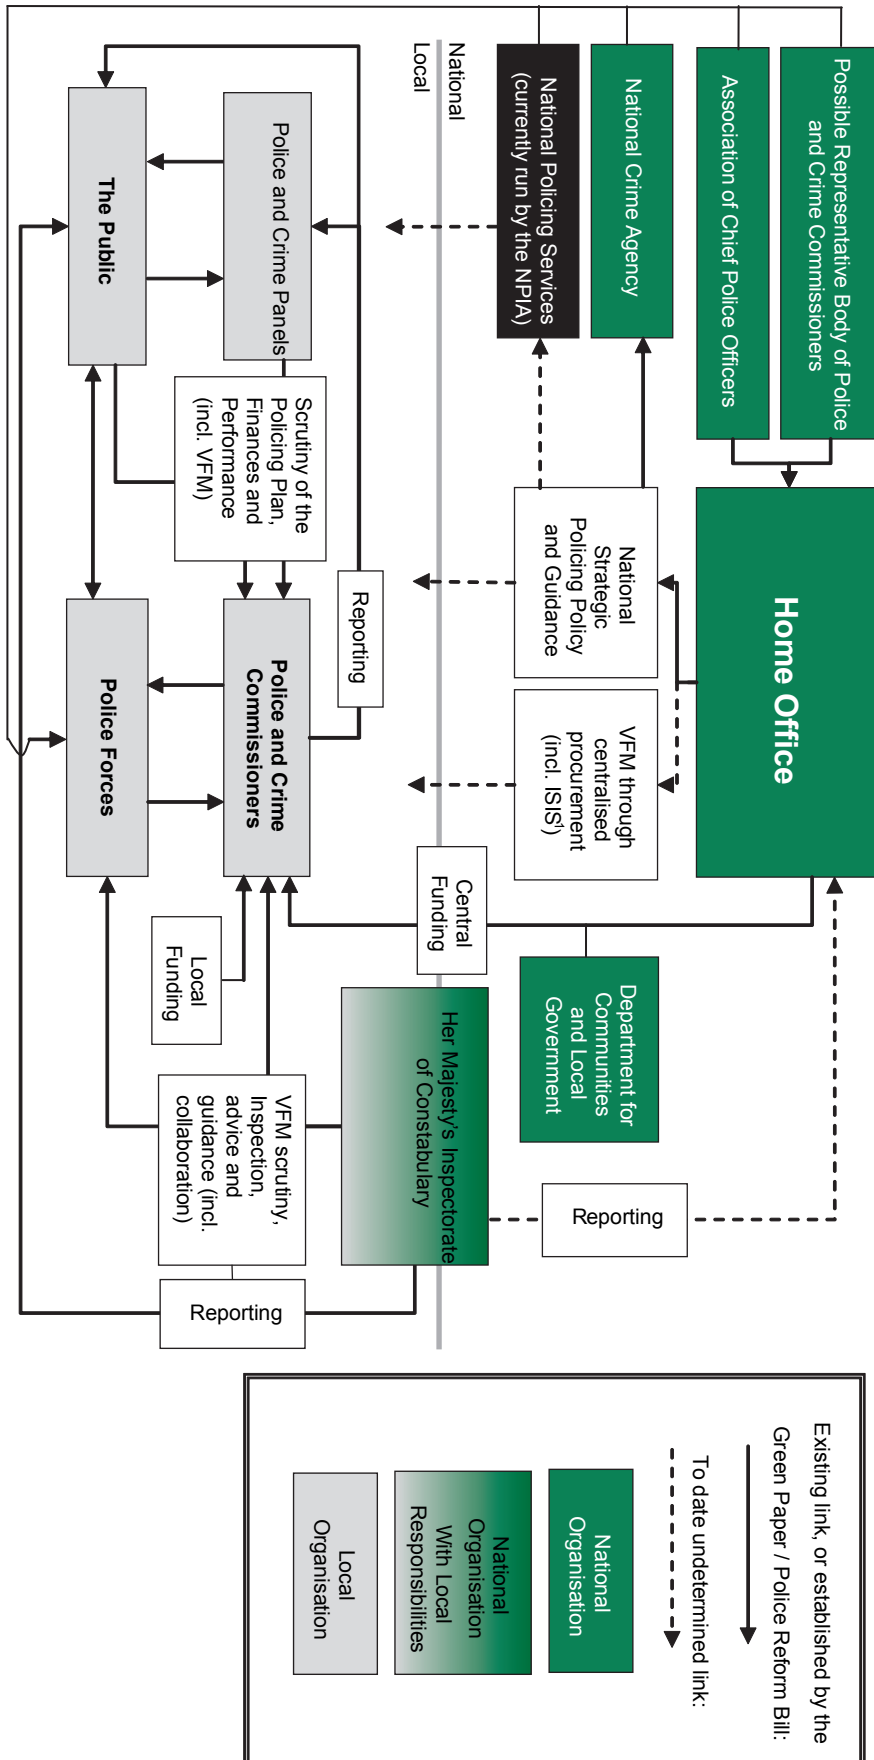 Possible Representative Body of Police
and Crime Commissioners
Association of Chief Police Officers
National Crime Agency
National Policing Services
(currently run by the NPIA)
Home Office
National
Strategic
Policing Policy
and Guidance
VFM through
centralised
procurement
(incl. ISIS¹)
Department for
Communities
and Local
Government
Reporting
National
Local
Central
Funding
Her Majesty's Inspectorate
of Constabulary
Police and Crime Panels
Scrutiny of the
Policing Plan,
Finances and
Performance
(incl. VFM)
Reporting
Police and Crime
Commissioners
Local
Funding
VFM scrutiny,
Inspection,
advice and
guidance (incl.
collaboration)
Reporting
The Public
Police Forces
Existing link, or established by the
Green Paper / Police Reform Bill:
To date undetermined link:
National
Organisation
National
Organisation
With Local
Responsibilities
Local
Organisation